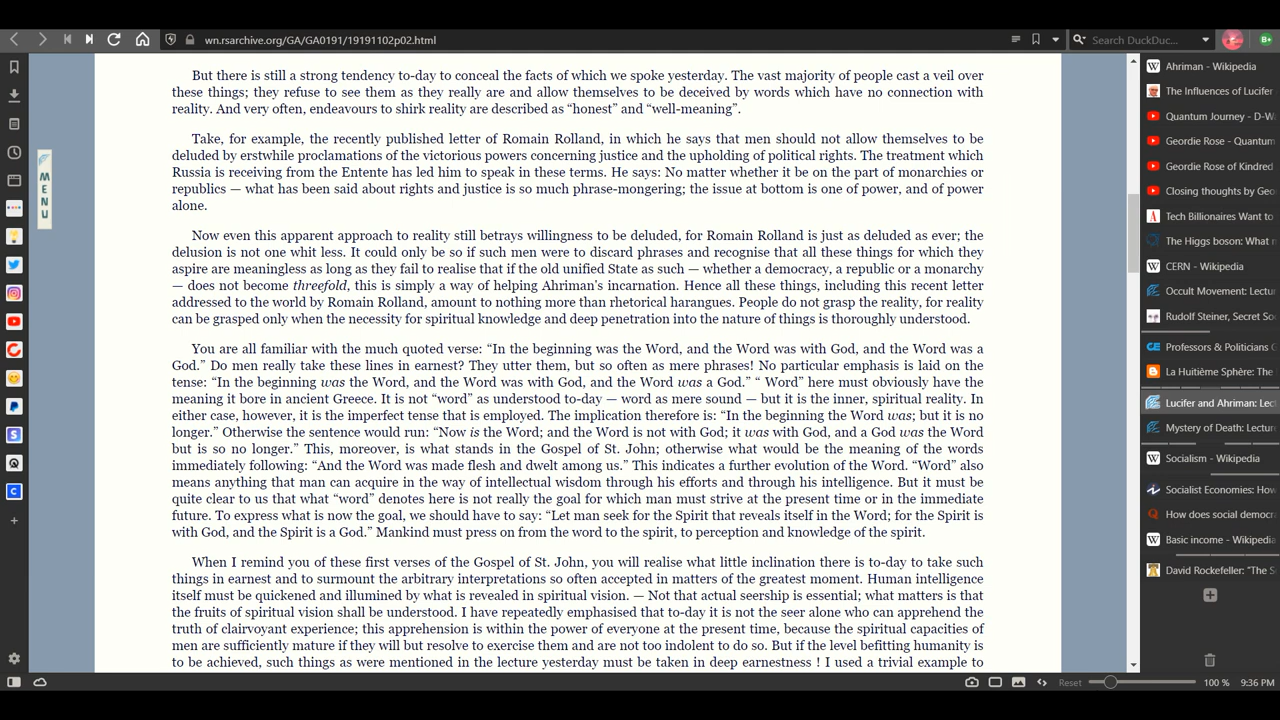 wn.rsarchive.org/GA/GA0191/19191102p02.html
Search DuckDuc...
But there is still a strong tendency to-day to conceal the facts of which we spoke yesterday. The vast majority of people cast a veil over
these things; they refuse to see them as they really are and allow themselves to be deceived by words which have no connection with
reality. And very often, endeavours to shirk reality are described as “honest” and “well-meaning”.
Take, for example, the recently published letter of Romain Rolland, in which he says that men should not allow themselves to be
deluded by erstwhile proclamations of the victorious powers concerning justice and the upholding of political rights. The treatment which
Russia is receiving from the Entente has led him to speak in these terms. He says: No matter whether it be on the part of monarchies or
republics — what has been said about rights and justice is so much phrase-mongering; the issue at bottom is one of power, and of power
alone.
Now even this apparent approach to reality still betrays willingness to be deluded, for Romain Rolland is just as deluded as ever; the
delusion is not one whit less. It could only be so if such men were to discard phrases and recognise that all these things for which they
aspire are meaningless as long as they fail to realise that if the old unified State as such — whether a democracy, a republic or a monarchy
— does not become threefold, this is simply a way of helping Ahriman's incarnation. Hence all these things, including this recent letter
addressed to the world by Romain Rolland, amount to nothing more than rhetorical harangues. People do not grasp the reality, for reality
can be grasped only when the necessity for spiritual knowledge and deep penetration into the nature of things is thoroughly understood.
You are all familiar with the much quoted verse: “In the beginning was the Word, and the Word was with God, and the Word was a
God.” Do men really take these lines in earnest? They utter them, but so often as mere phrases! No particular emphasis is laid on the
tense: “In the beginning was the Word, and the Word was with God, and the Word was a God.” “ Word” here must obviously have the
meaning it bore in ancient Greece. It is not “word” as understood to-day — word as mere sound — but it is the inner, spiritual reality. In
either case, however, it is the imperfect tense that is employed. The implication therefore is: “In the beginning the Word was; but it is no
longer.” Otherwise the sentence would run: “Now is the Word; and the Word is not with God; it was with God, and a God was the Word
but is so no longer.” This, moreover, is what stands in the Gospel of St. John; otherwise what would be the meaning of the words
immediately following: “And the Word was made flesh and dwelt among us.” This indicates a further evolution of the Word. “Word” also
means anything that man can acquire in the way of intellectual wisdom through his efforts and through his intelligence. But it must be
quite clear to us that what “word” denotes here is not really the goal for which man must strive at the present time or in the immediate
future. To express what is now the goal, we should have to say: “Let man seek for the Spirit that reveals itself in the Word; for the Spirit is
with God, and the Spirit is a God.” Mankind must press on from the word to the spirit, to perception and knowledge of the spirit.
When I remind you of these first verses of the Gospel of St. John, you will realise what little inclination there is to-day to take such
things in earnest and to surmount the arbitrary interpretations so often accepted in matters of the greatest moment. Human intelligence
itself must be quickened and illumined by what is revealed in spiritual vision. — Not that actual seership is essential; what matters is that
the fruits of spiritual vision shall be understood. I have repeatedly emphasised that to-day it is not the seer alone who can apprehend the
truth of clairvoyant experience; this apprehension is within the power of everyone at the present time, because the spiritual capacities of
men are sufficiently mature if they will but resolve to exercise them and are not too indolent to do so. But if the level befitting humanity is
to be achieved, such things as were mentioned in the lecture yesterday must be taken in deep earnestness ! I used a trivial example to
MENU
Ahriman - Wikipedia
The Influences of Lucifer
Quantum Journey - D-W
Geordie Rose - Quantum
Geordie Rose of Kindred
Closing thoughts by Geo
Tech Billionaires Want to
The Higgs boson: What
CERN - Wikipedia
Occult Movement: Lectu
Rudolf Steiner, Secret So
Professors & Politicians G
La Huitième Sphère: The
Lucifer and Ahriman: Lec
Mystery of Death: Lectur
Socialism - Wikipedia
Socialist Economies: How
How does social democr
Basic income - Wikipedia
David Rockefeller: "The S
Reset
100 %
9:36 PM